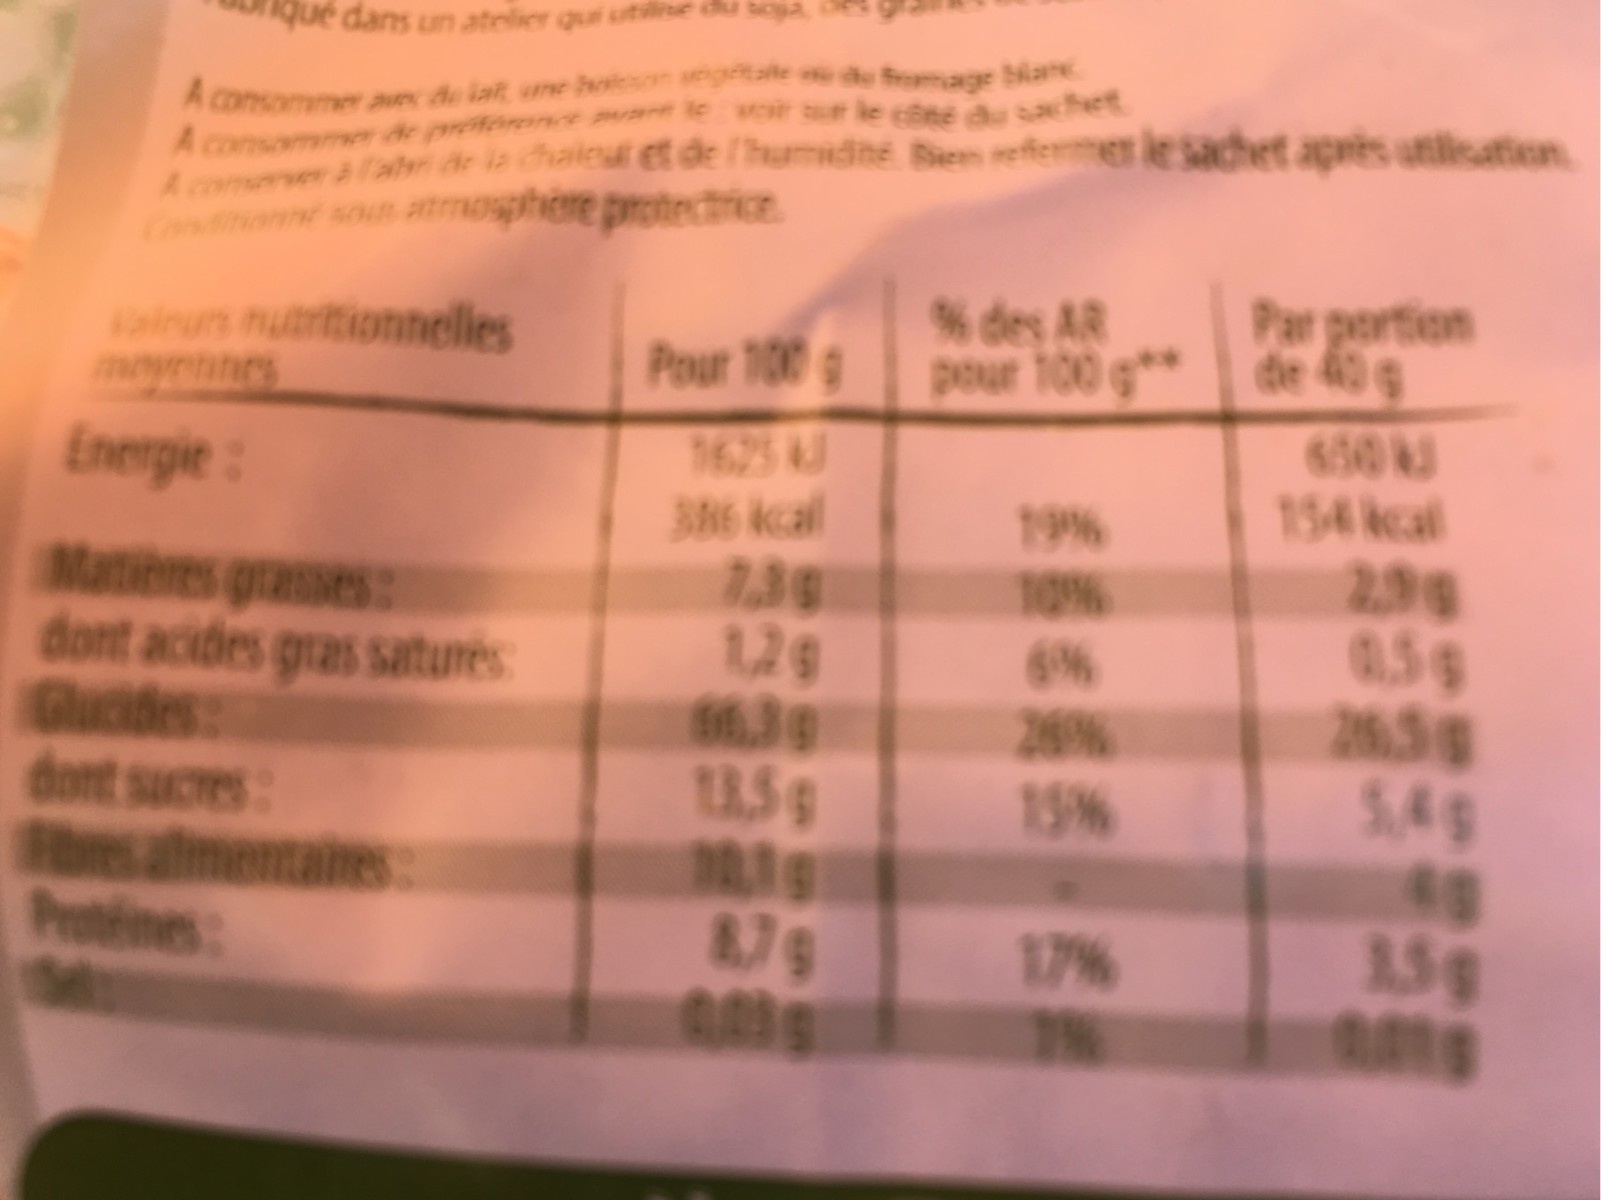 dans un atelier qui utilise du soja, des
A consommer avec du lait, une boisson végétale ou du fromage blanc.
A consommer de préférence avant le : voir sur le côté du sachet.
A conserver à l'abri de la chaleur et de l'humidité. Bien refermer le sachet après utilisation.
Conditionné sous atmosphère protectrice.
Valeurs nutritionnelles moyennes | Pour 100 g | % des AR pour 100 g** | Par portion de 40 g
Energie : 1625 kJ 650 kJ
386 kcal 19% 154 kcal
Matières grasses : 7,3 g 10% 2,9 g
dont acides gras saturés: 1,2 g 6% 0,5 g
Glucides : 66,3 g 26% 26,5 g
dont sucres : 13,5 g 15% 5,4 g
Fibres alimentaires : 10,1 g - 4 g
Protéines : 8,7 g 17% 3,5 g
Sel : 0,03 g 1% 0,01 g